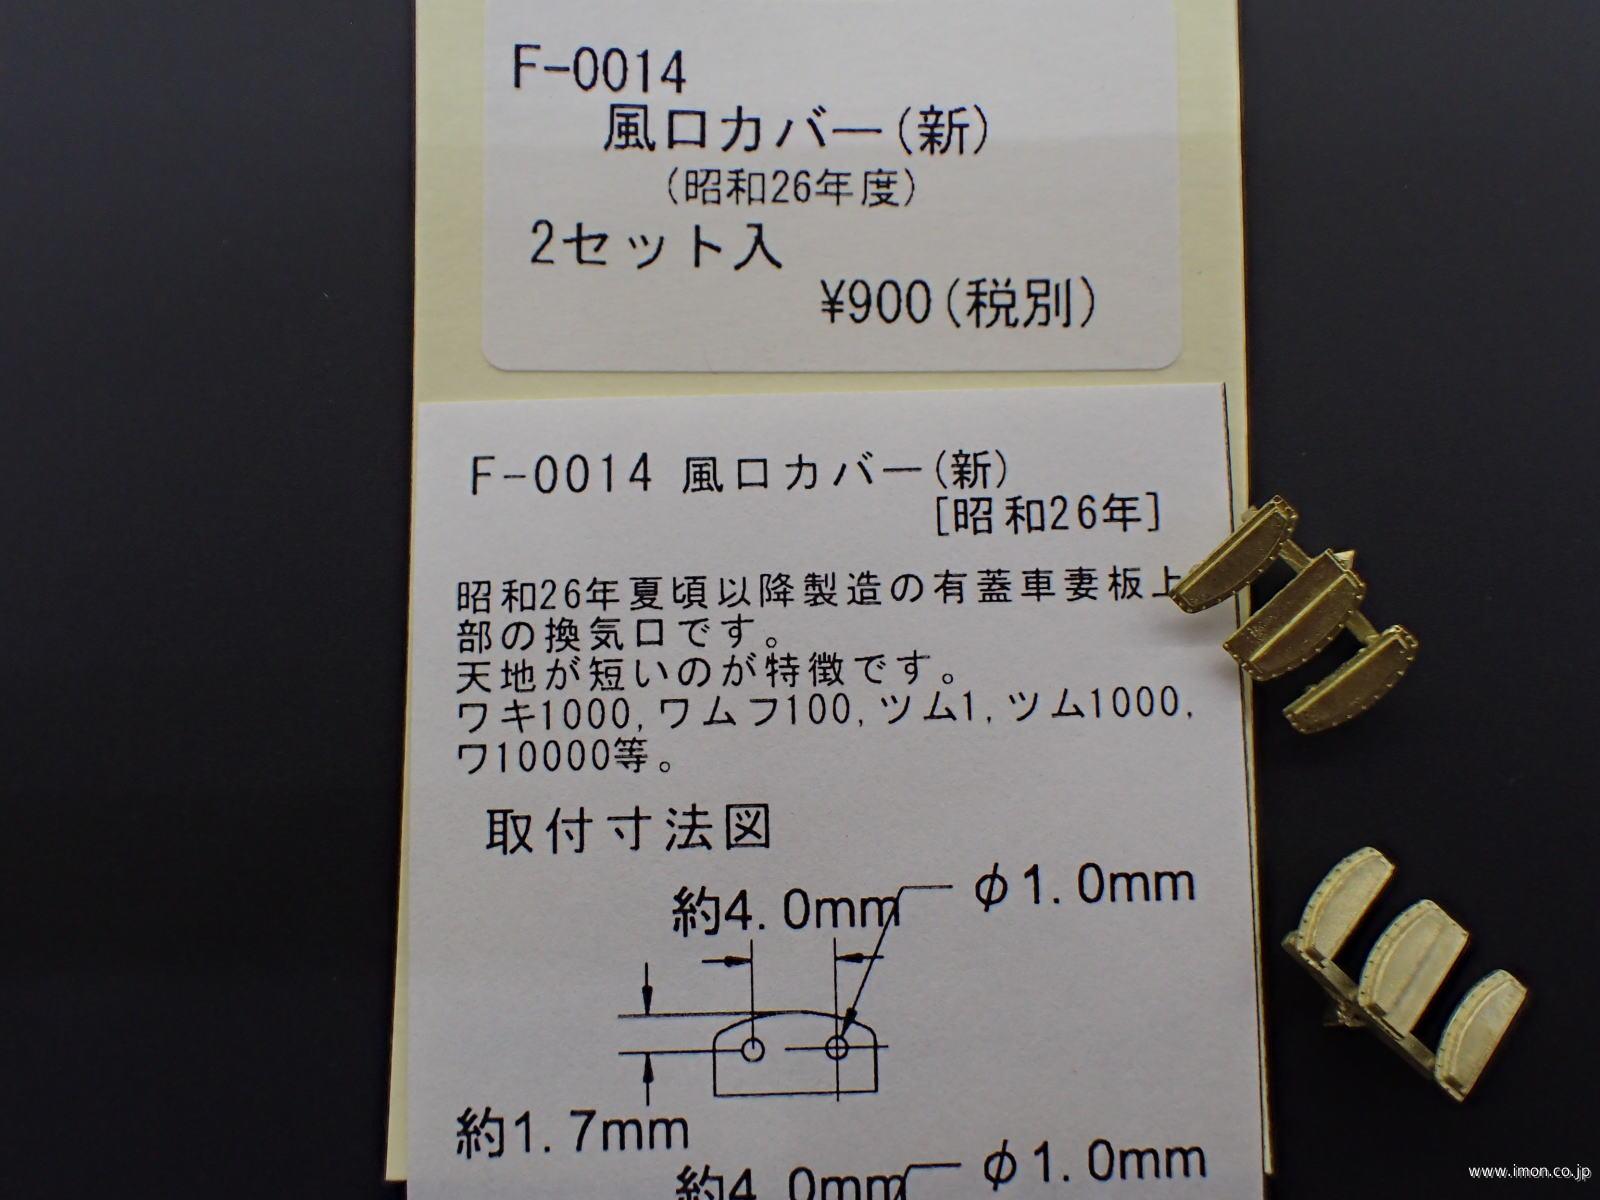 F-0014
風口カバー(新)
(昭和26年度)
2セット入
¥900(税別)
F-0014 風口カバー(新)
[昭和26年]
昭和26年夏頃以降製造の有蓋車妻板上
部の換気口です。
天地が短いのが特徴です。
ワキ1000,ワムフ100,ツム1,ツム1000,
ワ10000等。
取付寸法図
約4.0mm
φ1.0mm
約1.7mm
約4.0mm
φ1.0mm
www.imon.co.jp